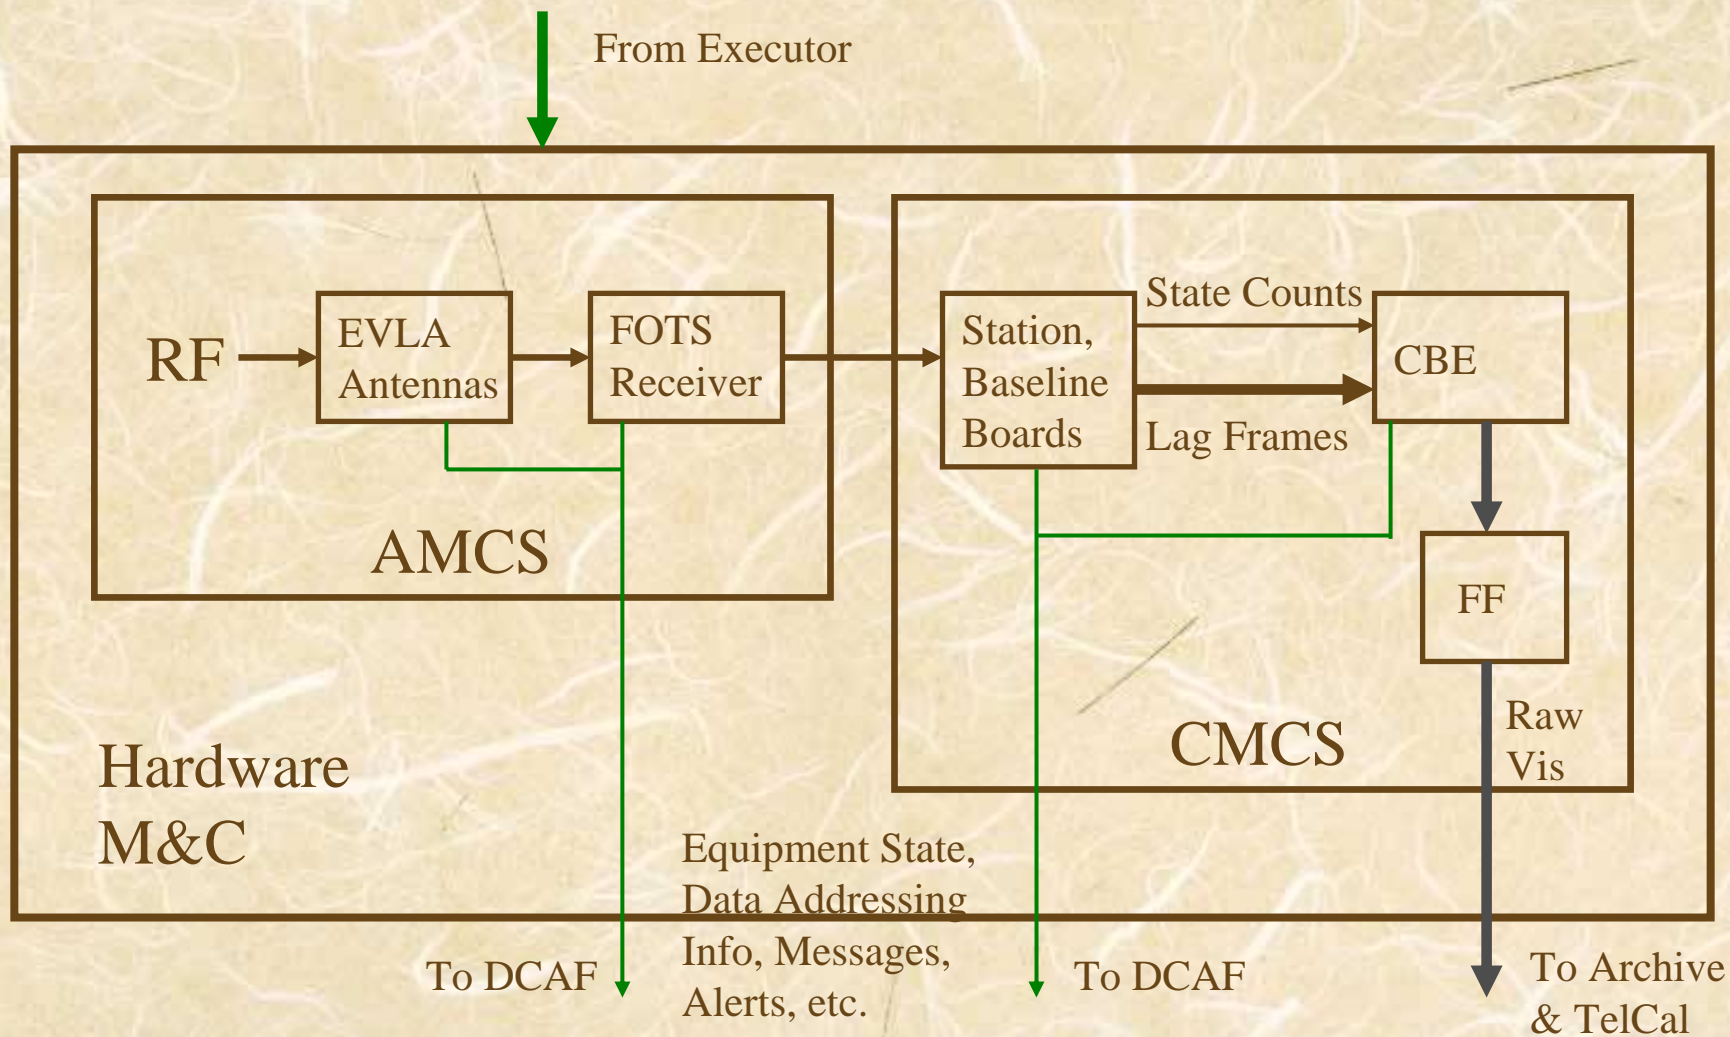 From Executor
RF
EVLA
Antennas
FOTS
Receiver
AMCS
Station,
Baseline
Boards
State Counts
Lag Frames
CBE
FF
Raw
Vis
CMCS
Hardware
M&C
Equipment State,
Data Addressing
Info, Messages,
Alerts, etc.
To DCAF
To DCAF
To Archive
& TelCal